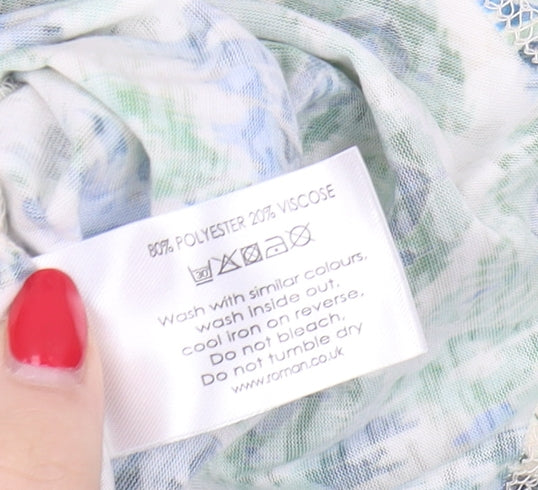 80% POLYESTER 20% VISCOSE
30
Wash with similar colours,
wash inside out,
cool iron on reverse,
Do not bleach,
Do not tumble dry
www.roman.co.uk